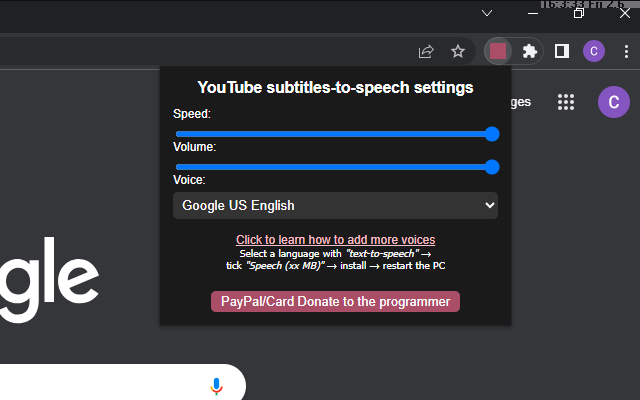 16:3:33 Fri 2.6
C
YouTube subtitles-to-speech settings
Speed:
ges
C
Volume:
Voice:
Google US English
Click to learn how to add more voices
Select a language with "text-to-speech" →
tick "Speech (xx MB)" → install → restart the PC
gle
PayPal/Card Donate to the programmer